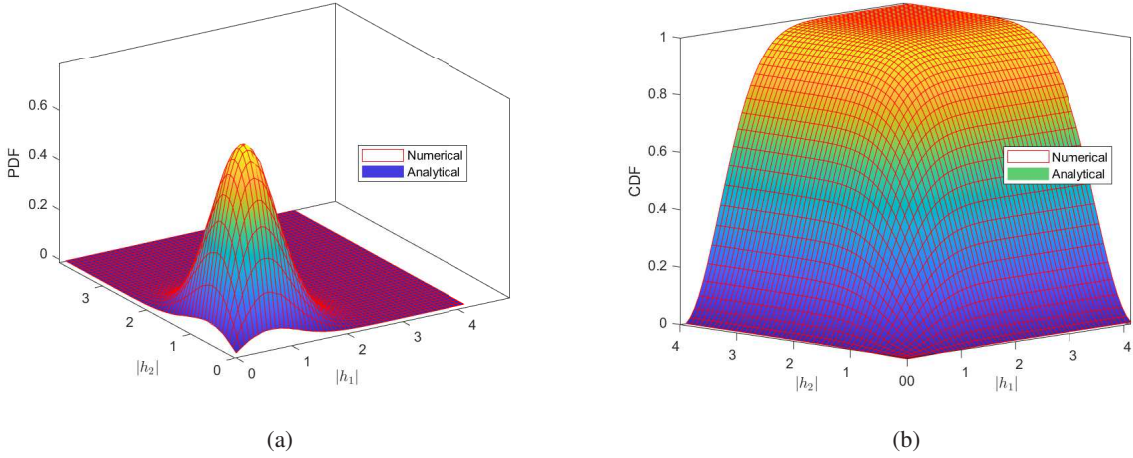 PDF
0.6
0.4
0.2
0
Numerical
Analytical
3
2
1
0
0
1
2
3
4
|h₂|
|h₁|
(a)
CDF
1
0.8
0.6
0.4
0.2
0
Numerical
Analytical
4
3
2
1
00
1
2
3
4
|h₂|
|h₁|
(b)